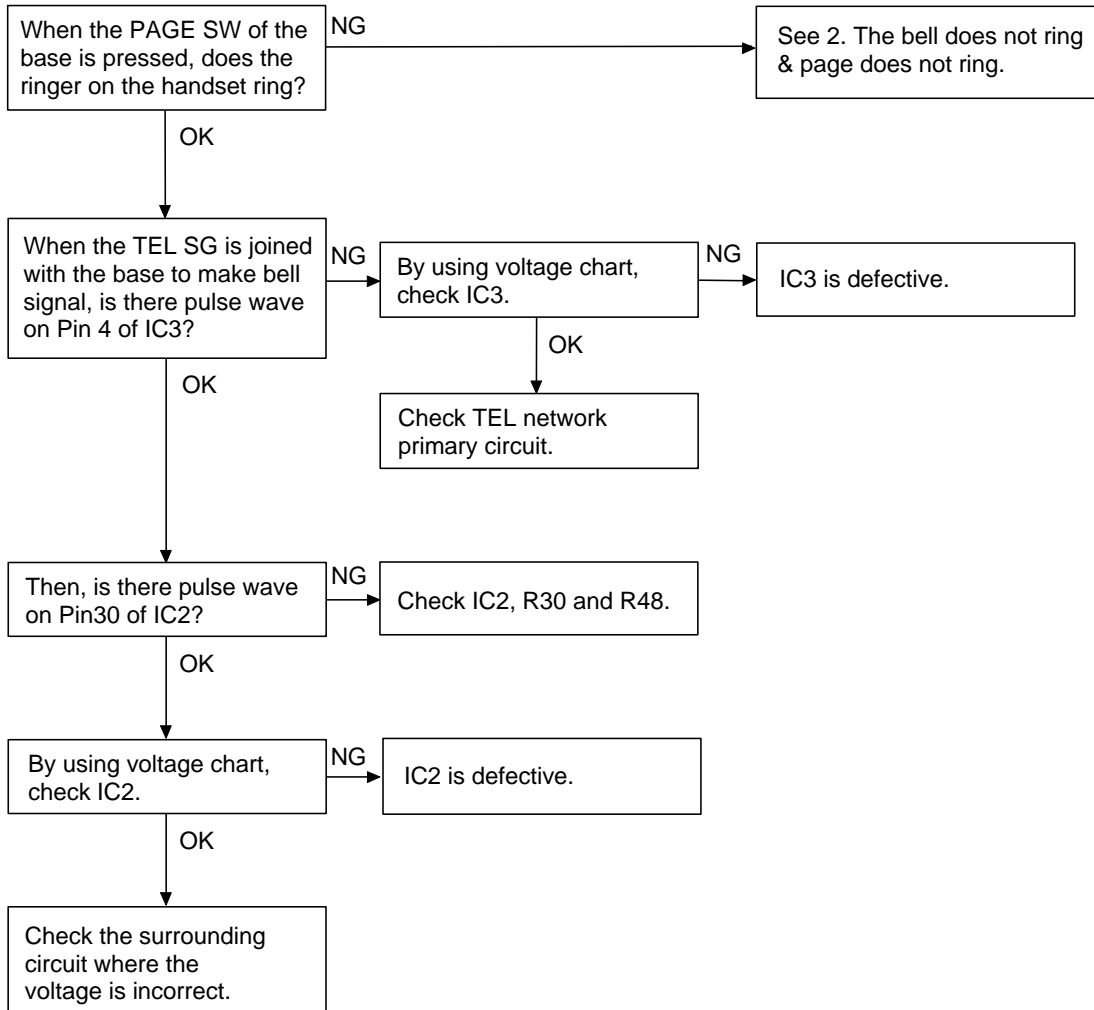 When the PAGE SW of the
base is pressed, does the
ringer on the handset ring?
NG
See 2. The bell does not ring
& page does not ring.
OK
When the TEL SG is joined
with the base to make bell
signal, is there pulse wave
on Pin 4 of IC3?
NG
By using voltage chart,
check IC3.
NG
IC3 is defective.
OK
Check TEL network
primary circuit.
OK
Then, is there pulse wave
on Pin30 of IC2?
NG
Check IC2, R30 and R48.
OK
By using voltage chart,
check IC2.
NG
IC2 is defective.
OK
Check the surrounding
circuit where the
voltage is incorrect.